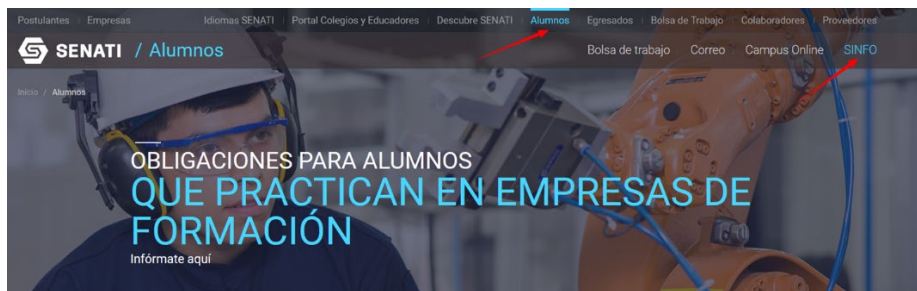 Postulantes Empresas Idiomas SENATI Portal Colegios y Educadores Descubre SENATI Alumnos Egresados Bolsa de Trabajo Colaboradores Proveedores
SENATI / Alumnos Bolsa de trabajo Correo Campus Online SINFO
Inicio / Alumnos
OBLIGACIONES PARA ALUMNOS
QUE PRACTICAN EN EMPRESAS DE
FORMACIÓN
Infórmate aquí